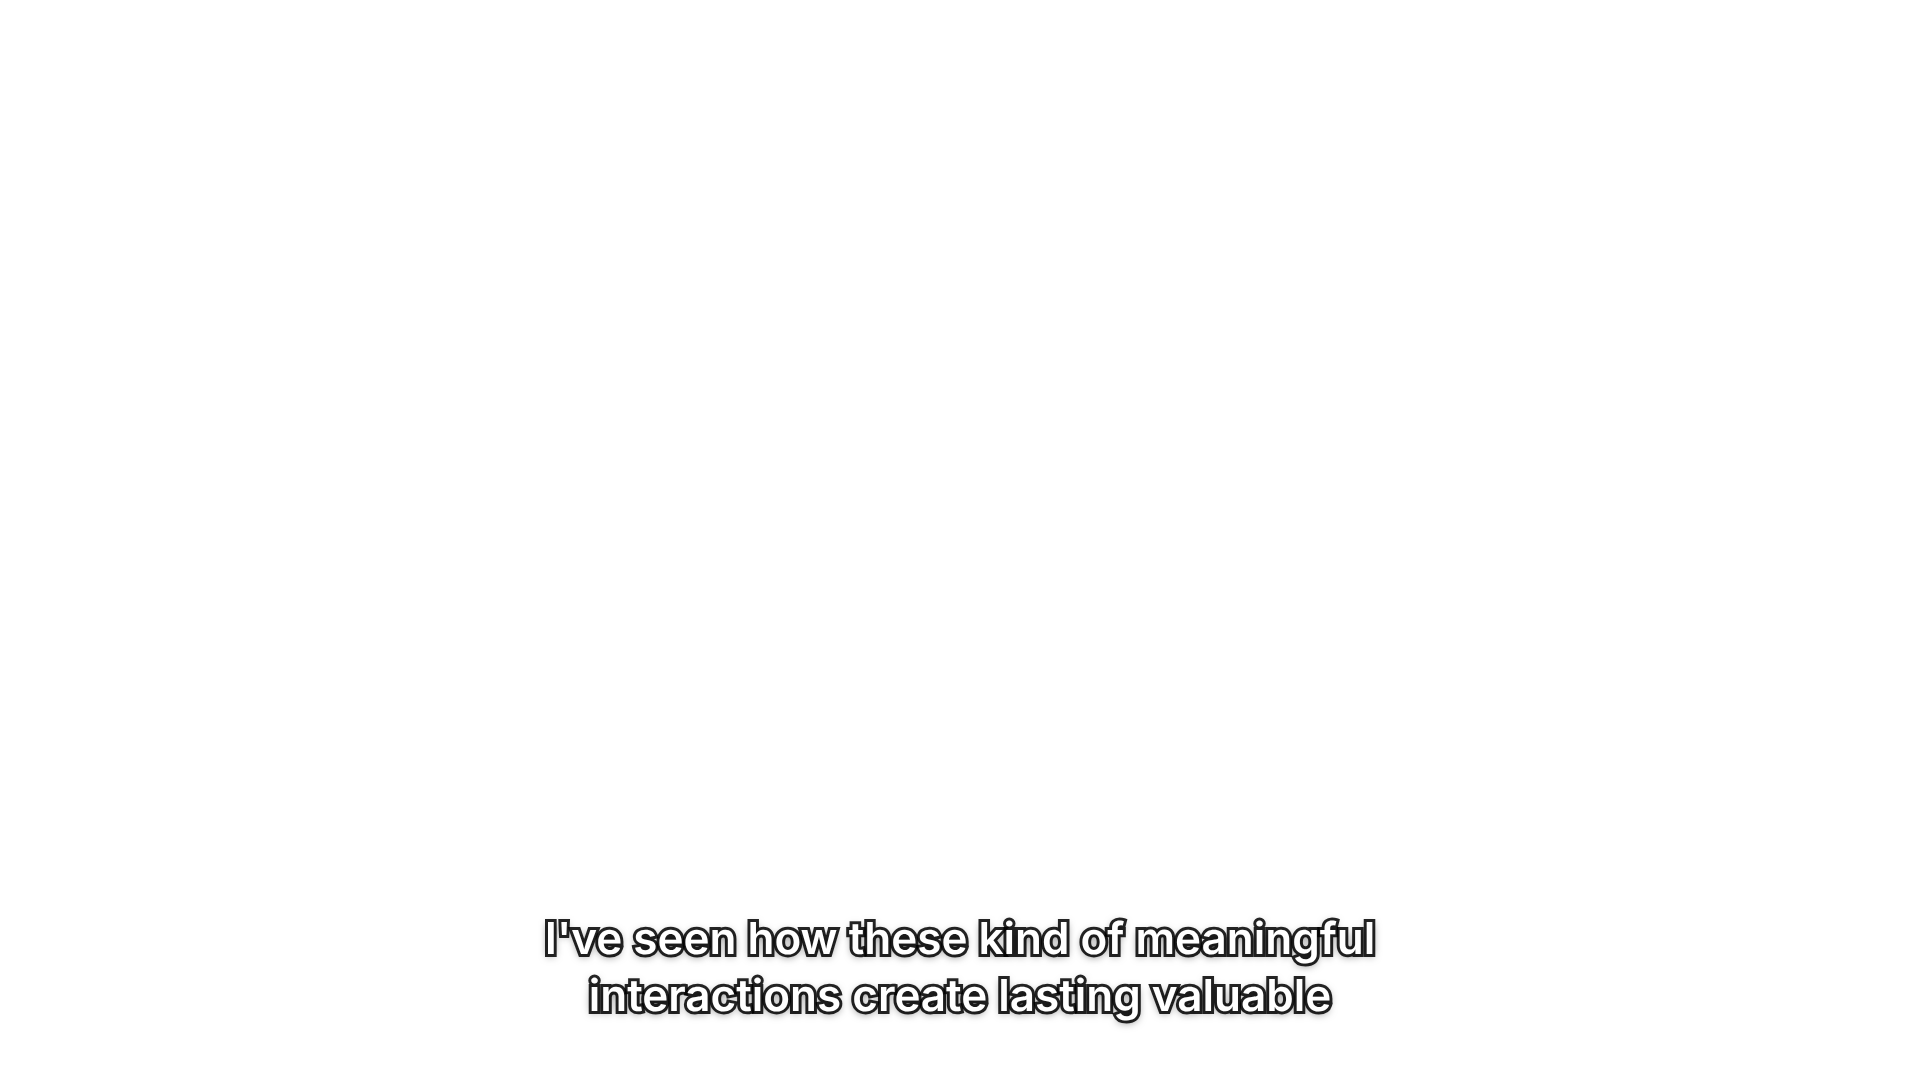 I've seen how these kind of meaningful
interactions create lasting valuable